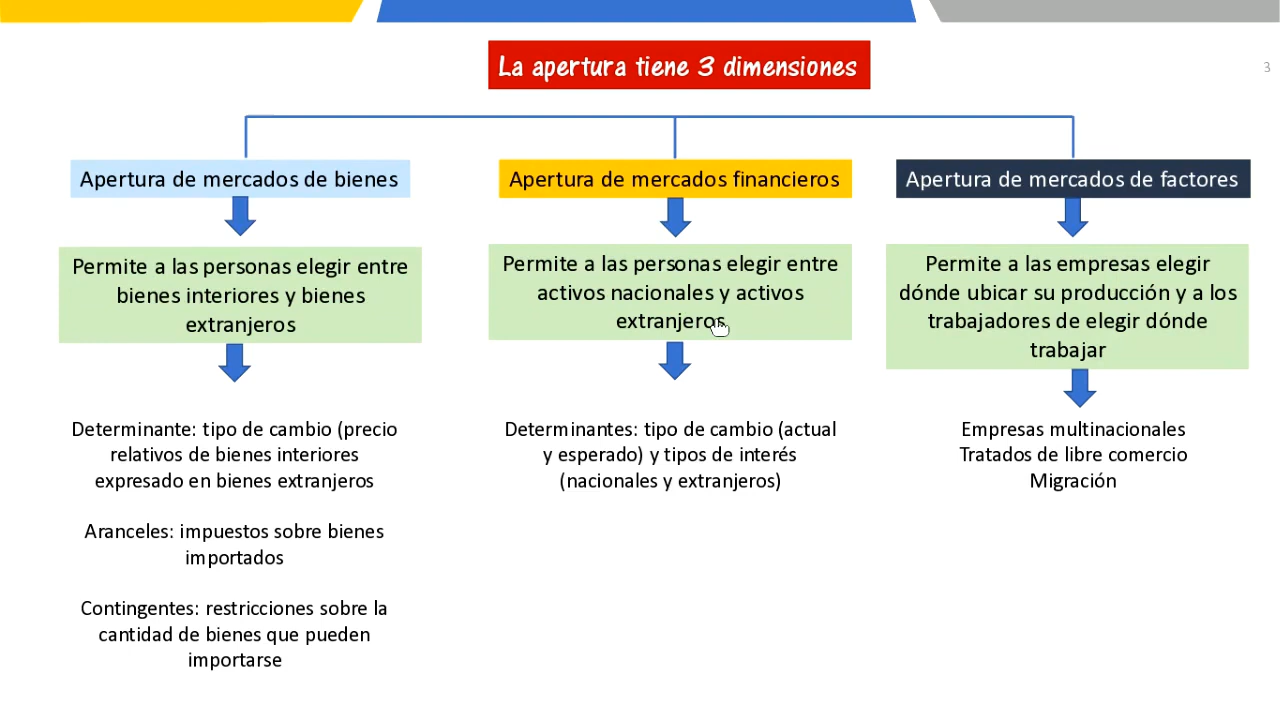 La apertura tiene 3 dimensiones
3
Apertura de mercados de bienes
Permite a las personas elegir entre
bienes interiores y bienes
extranjeros
Determinante: tipo de cambio (precio
relativos de bienes interiores
expresado en bienes extranjeros
Aranceles: impuestos sobre bienes
importados
Contingentes: restricciones sobre la
cantidad de bienes que pueden
importarse
Apertura de mercados financieros
Permite a las personas elegir entre
activos nacionales y activos
extranjeros
Determinantes: tipo de cambio (actual
y esperado) y tipos de interés
(nacionales y extranjeros)
Apertura de mercados de factores
Permite a las empresas elegir
dónde ubicar su producción y a los
trabajadores de elegir dónde
trabajar
Empresas multinacionales
Tratados de libre comercio
Migración